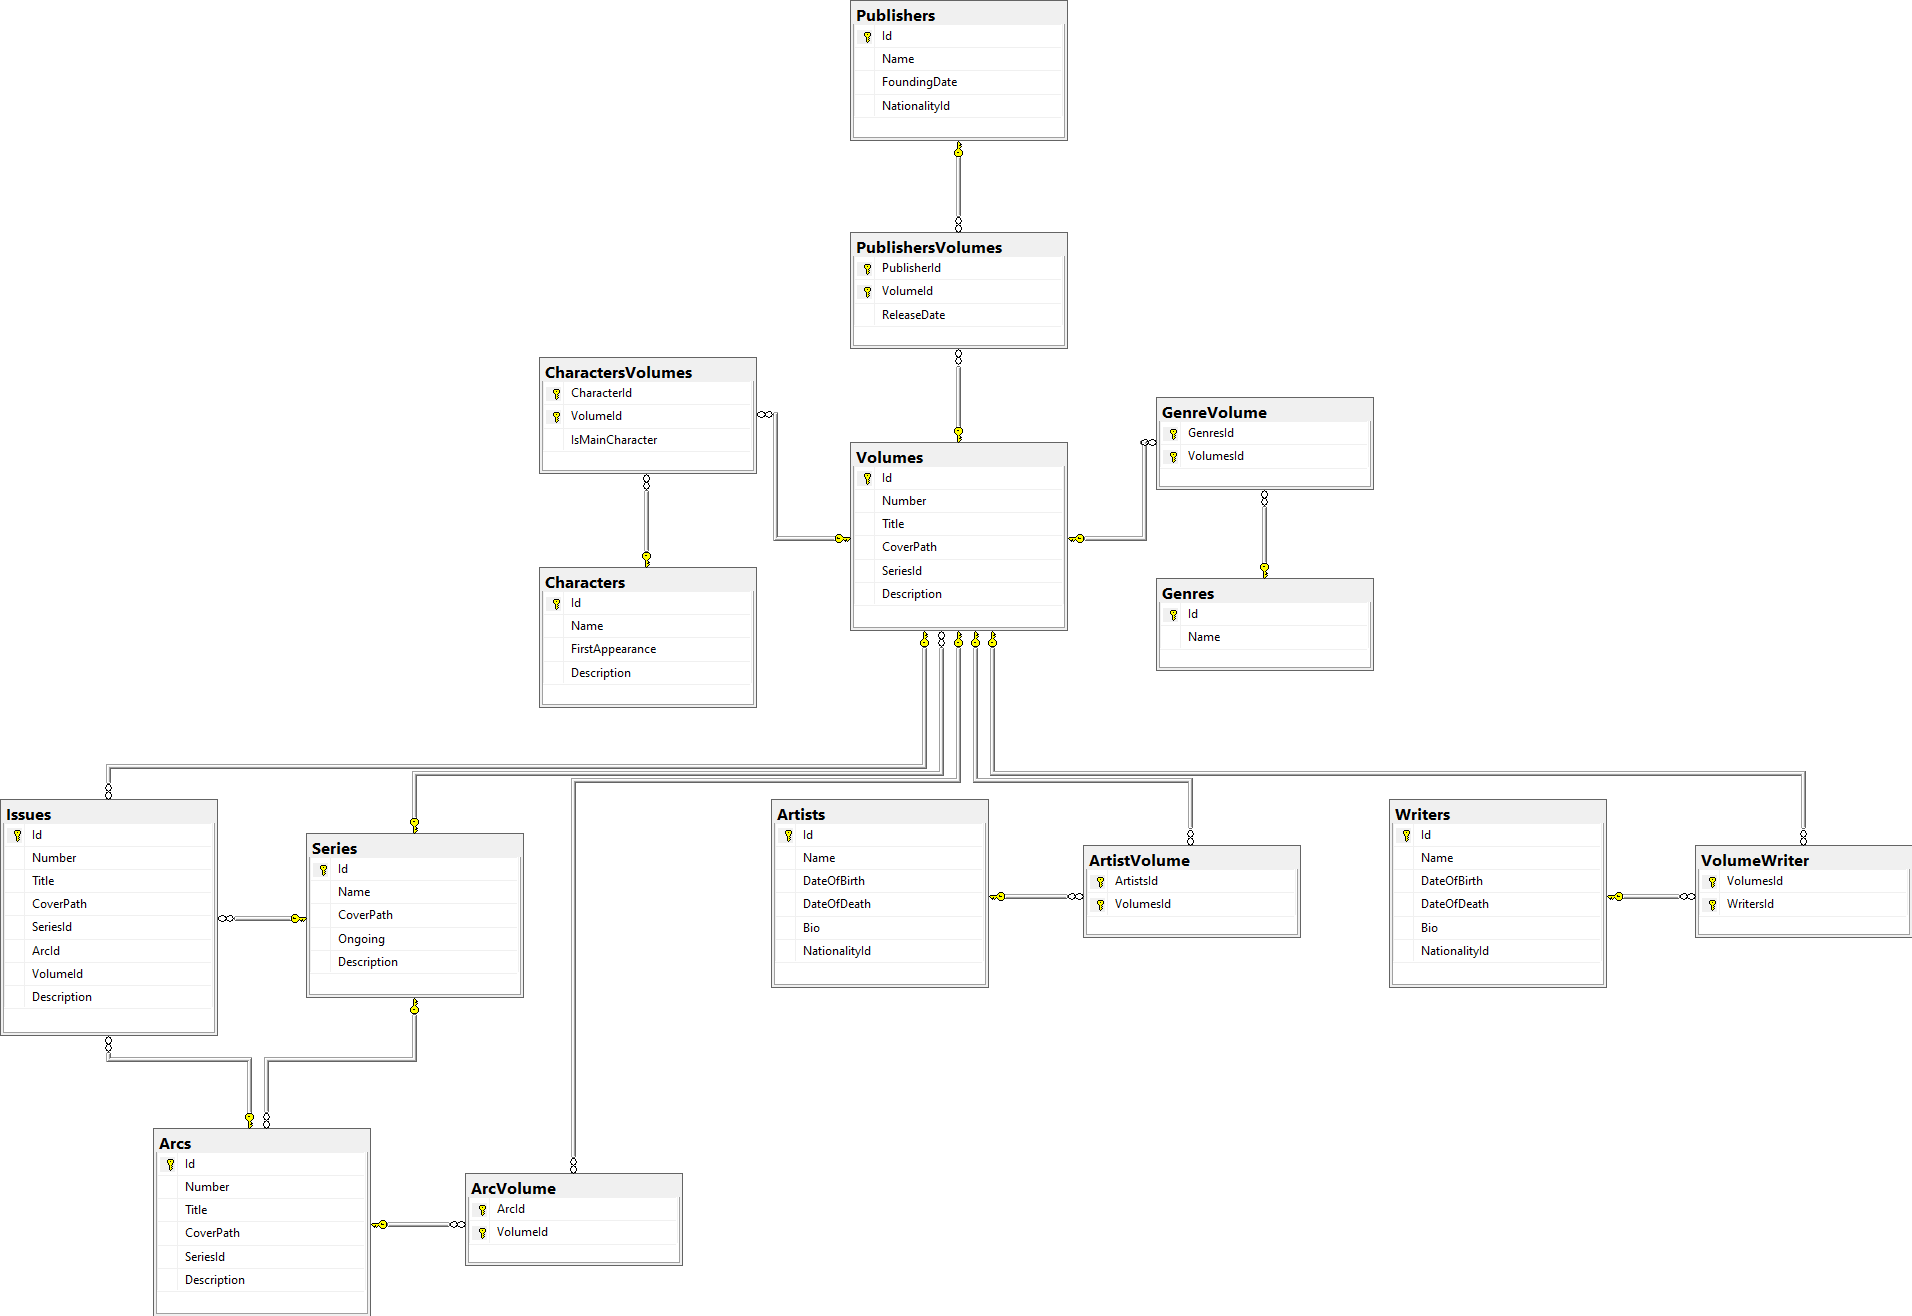 Publishers
Id
Name
FoundingDate
NationalityId
PublishersVolumes
PublisherId
VolumeId
ReleaseDate
CharactersVolumes
CharacterId
VolumeId
IsMainCharacter
GenreVolume
GenresId
VolumesId
Volumes
Id
Number
Title
CoverPath
SeriesId
Description
Characters
Id
Name
FirstAppearance
Description
Genres
Id
Name
Issues
Id
Number
Title
CoverPath
SeriesId
ArcId
VolumeId
Description
Series
Id
Name
CoverPath
Ongoing
Description
Artists
Id
Name
DateOfBirth
DateOfDeath
Bio
NationalityId
ArtistVolume
ArtistsId
VolumesId
Writers
Id
Name
DateOfBirth
DateOfDeath
Bio
NationalityId
VolumeWriter
VolumesId
WritersId
Arcs
Id
Number
Title
CoverPath
SeriesId
Description
ArcVolume
ArcId
VolumeId